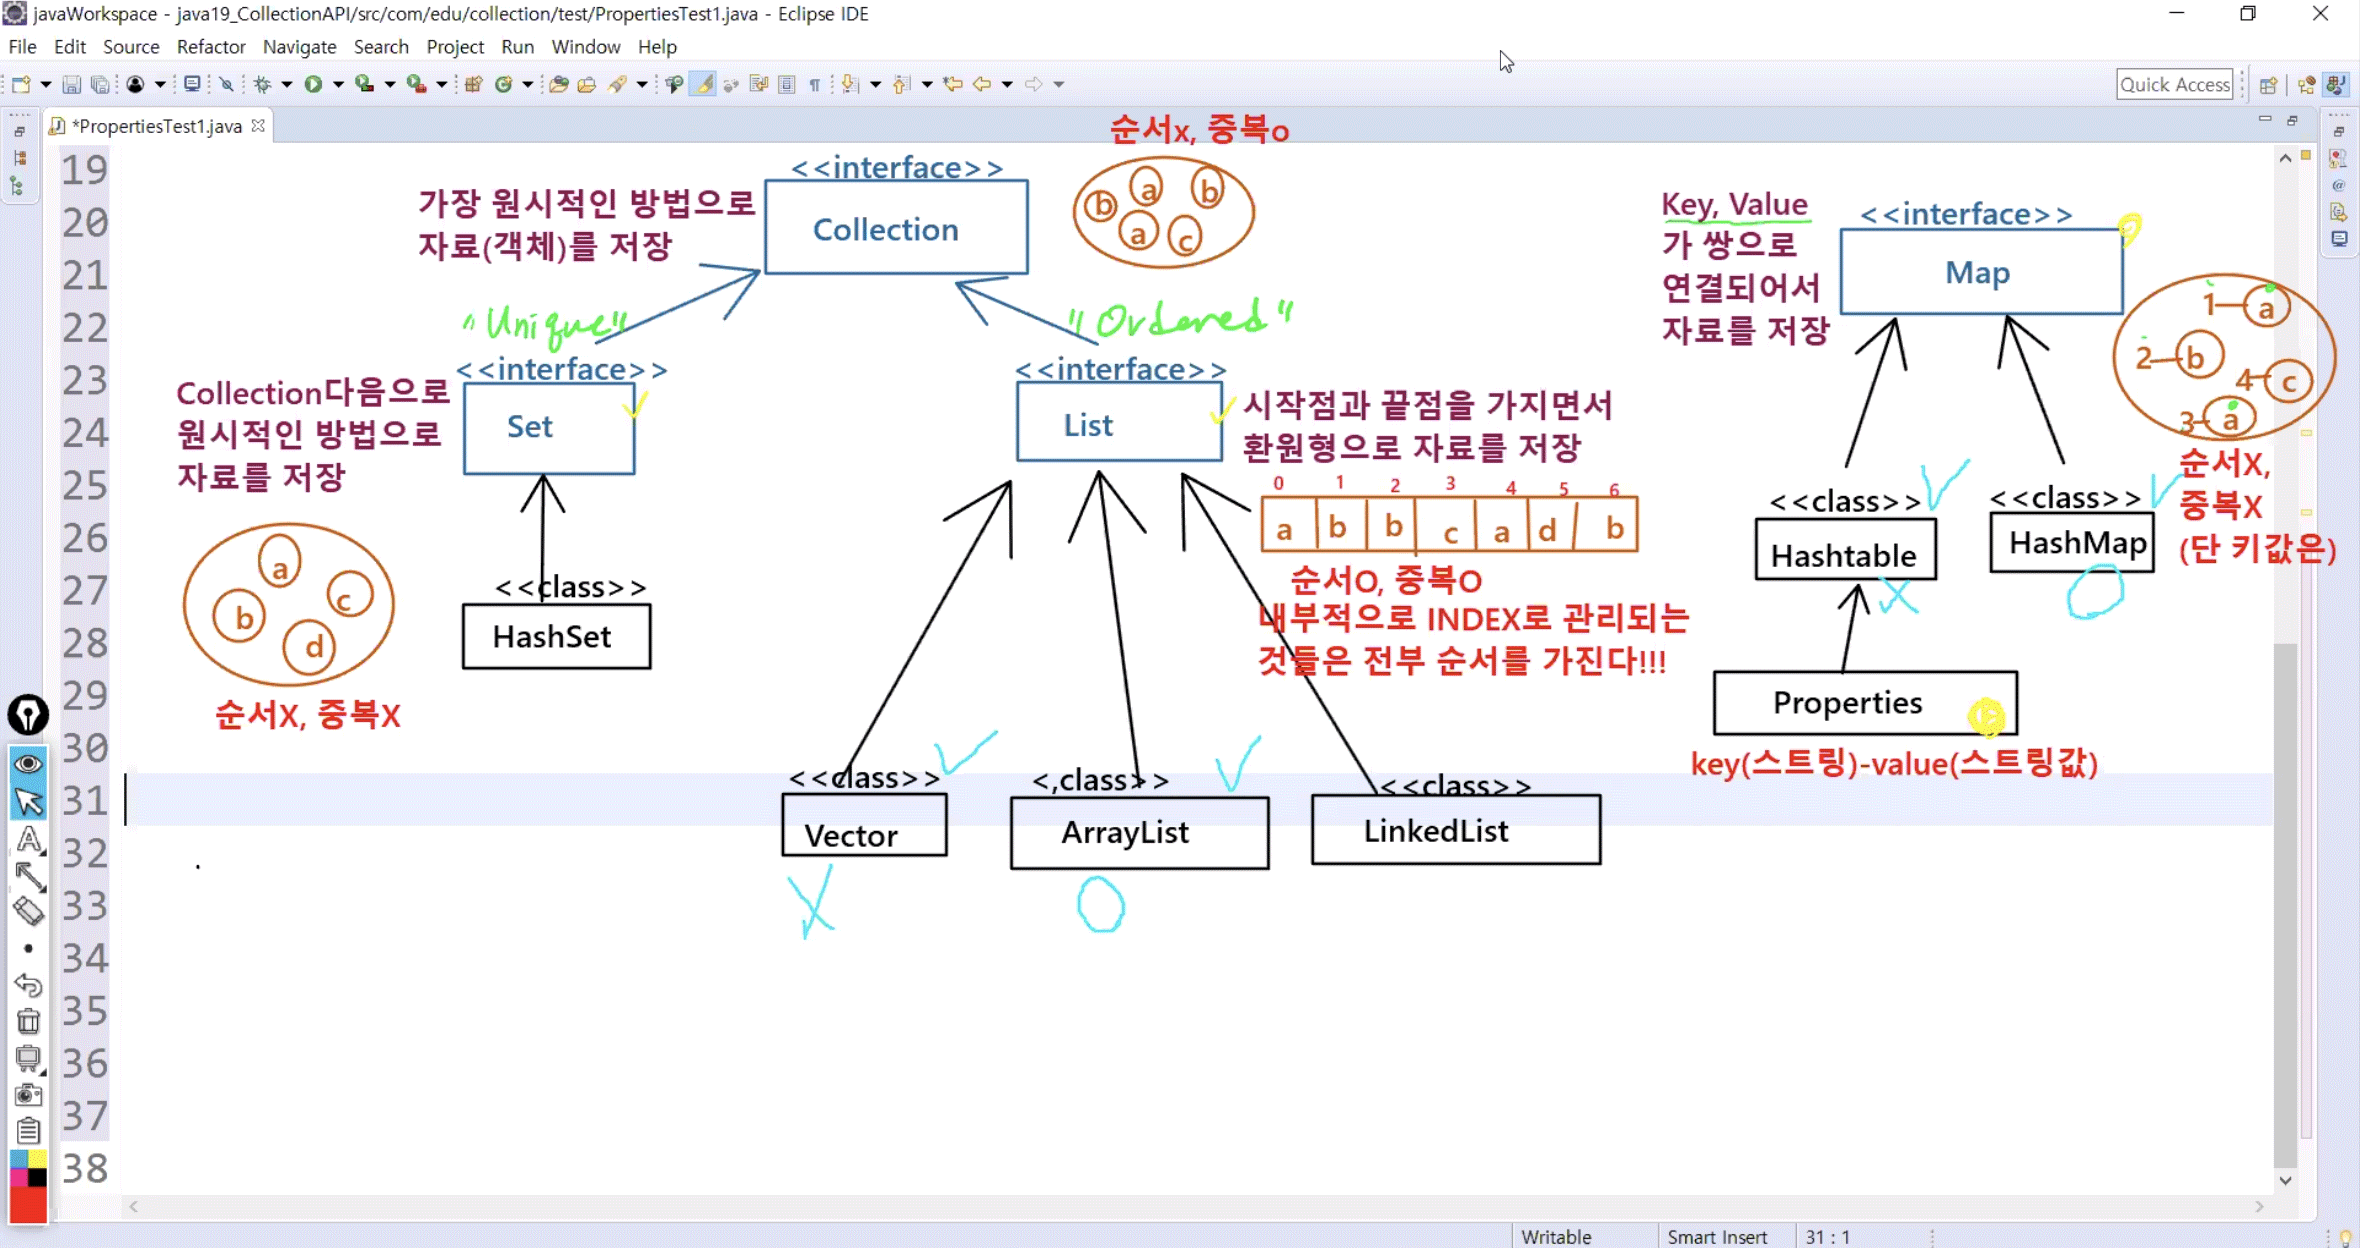 javaWorkspace - java19_CollectionAPI/src/com/edu/collection/test/PropertiesTest1.java - Eclipse IDE
File Edit Source Refactor Navigate Search Project Run Window Help
Quick Access
*PropertiesTest1.java
19
20
21
22
23
24
25
26
27
28
29
30
31
32
33
34
35
36
37
38
순서x, 중복o
<<interface>>
Collection
가장 원시적인 방법으로
자료(객체)를 저장
b a b
a c
"Unique"
"Ordered"
<<interface>>
Set
Collection다음으로
원시적인 방법으로
자료를 저장
a
b c
d
순서X, 중복X
<<class>>
HashSet
<<interface>>
List
시작점과 끝점을 가지면서
환원형으로 자료를 저장
0 1 2 3 4 5 6
a b b c a d b
순서O, 중복O
내부적으로 INDEX로 관리되는
것들은 전부 순서를 가진다!!!
<<class>>
Vector
X
<,class>>
ArrayList
O
<<class>>
LinkedList
Key, Value
가 쌍으로
연결되어서
자료를 저장
<<interface>>
Map
1 a
2 b
4 c
3 a
순서X,
중복X
(단 키값은)
<<class>>
Hashtable
X
<<class>>
HashMap
O
Properties
key(스트링)-value(스트링값)
Writable Smart Insert 31 : 1